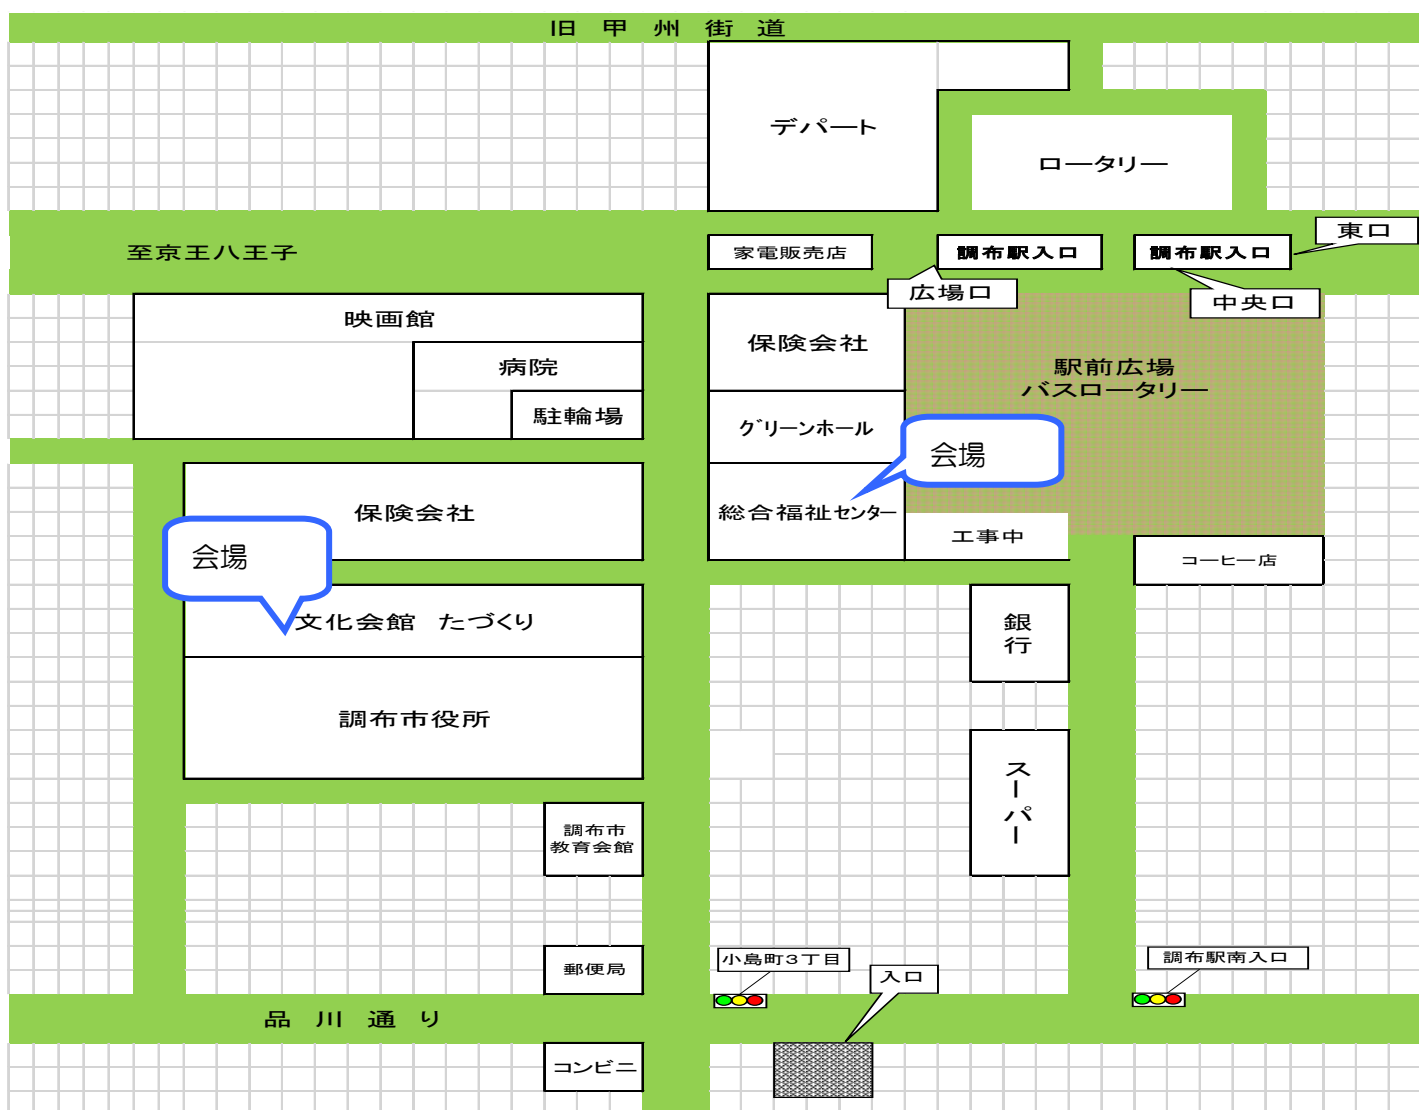 旧甲州街道
デパート
ロータリー
東口
至京王八王子
家電販売店
調布駅入口
調布駅入口
広場口
中央口
映画館
保険会社
病院
駅前広場
バスロータリー
駐輪場
グリーンホール
会場
保険会社
総合福祉センター
工事中
会場
コーヒー店
文化会館 たづくり
銀
行
調布市役所
スーパー
調布市
教育会館
郵便局
小島町3丁目
入口
調布駅南入口
品川通り
コンビニ